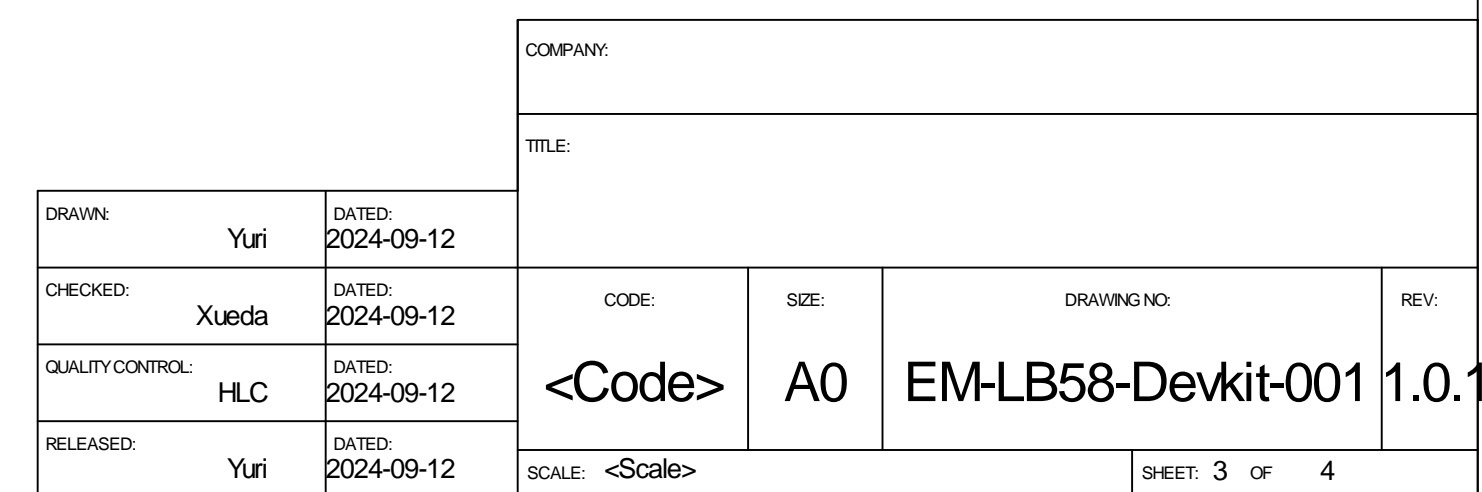 COMPANY:
TITLE:
DRAWN:
Yuri
DATED:
2024-09-12
CHECKED:
Xueda
DATED:
2024-09-12
QUALITY CONTROL:
HLC
DATED:
2024-09-12
RELEASED:
Yuri
DATED:
2024-09-12
CODE:
<Code>
SIZE:
A0
DRAWING NO:
EM-LB58-Devkit-001
REV:
1.0.1
SCALE: <Scale>
SHEET: 3 OF 4